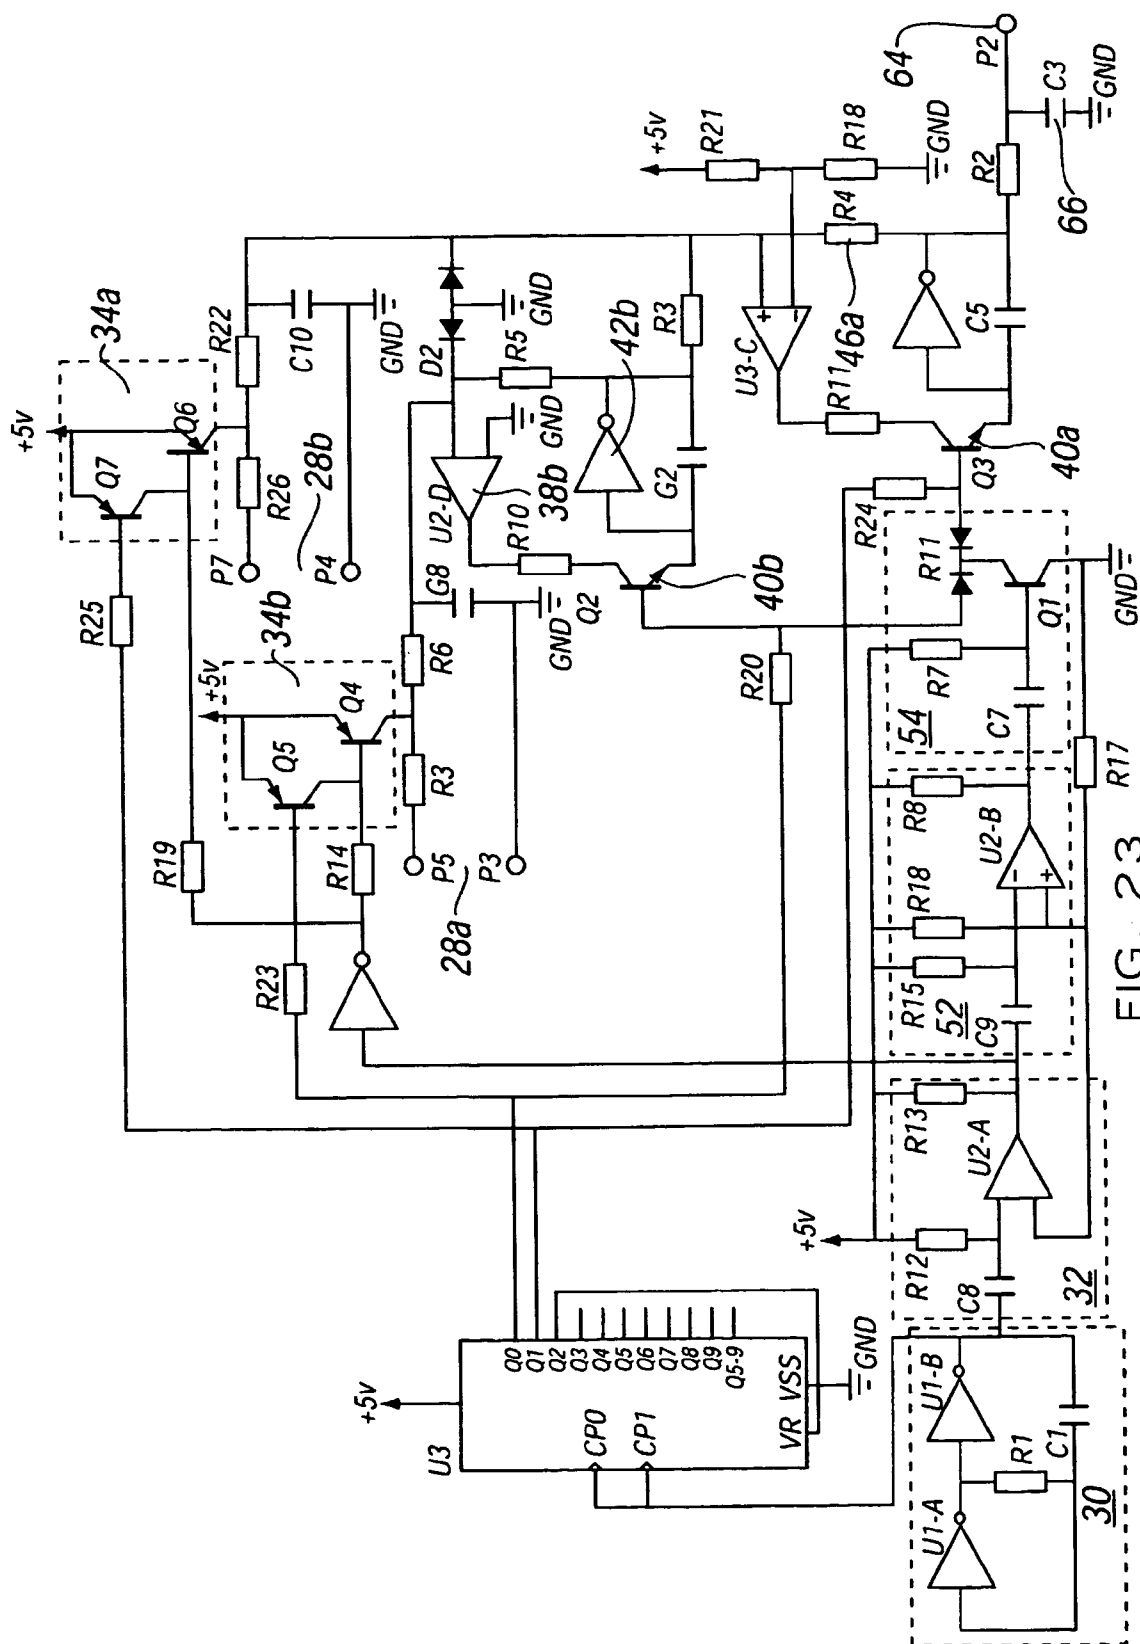 +5v
Q7
Q6
34a
R25
P7
R26
R22
28b
P4
C10
GND
R19
+5v
34b
Q5
Q4
R23
R14
P5
28a
P3
R3
R6
G8
GND
D2
GND
R5
U2-D
GND
38b
R10
Q2
42b
G2
R3
40b
+5v
R21
R18
GND
U3-C
R4
46a
R11
C5
Q3
40a
R2
P2
64
C3
66
GND
+5v
U3
CP0
CP1
Q0
Q1
Q2
Q3
Q4
Q5
Q6
Q7
Q8
Q9
Q5-9
VR
VSS
GND
R20
R24
R11
Q1
GND
R7
54
C7
R17
R8
U2-B
-
+
R18
R15
52
C9
R13
U2-A
+5v
R12
C8
32
U1-A
U1-B
R1
C1
30
FIG. 23